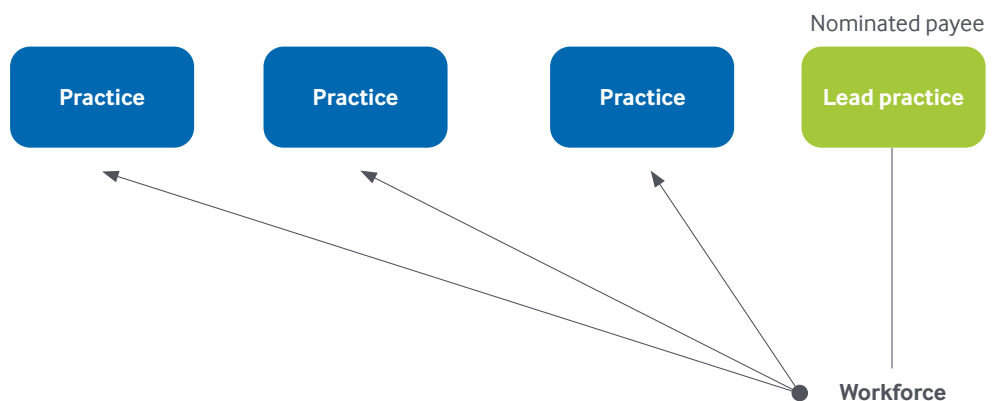 Nominated payee
Practice
Practice
Practice
Lead practice
Workforce